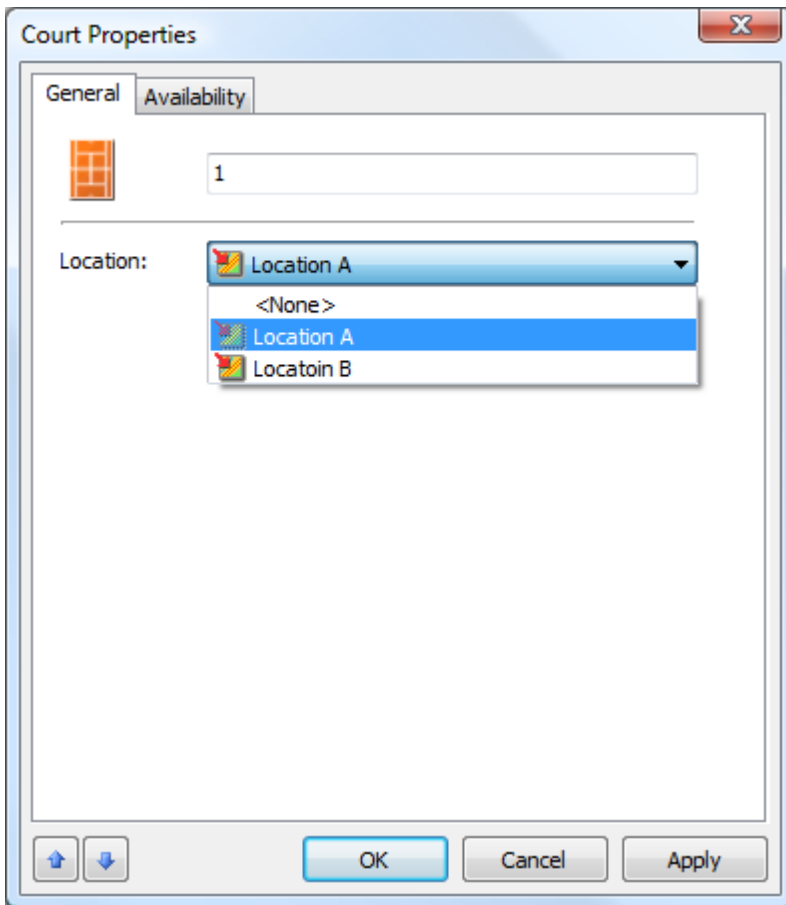 Court Properties
General Availability
1
Location: Location A
<None>
Location A
Locatoin B
OK Cancel Apply